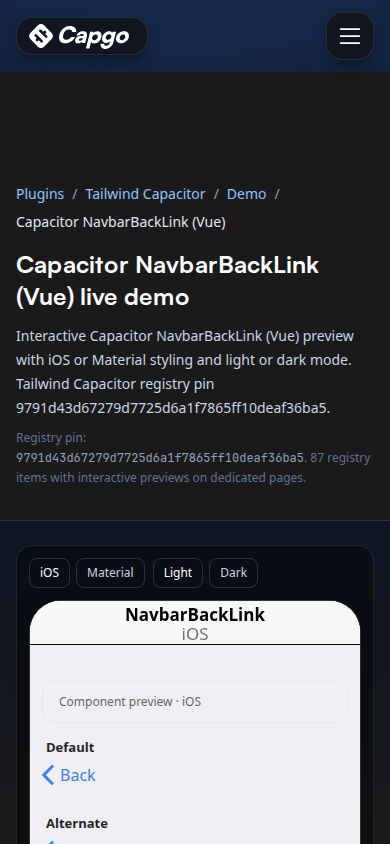 Capgo
Plugins / Tailwind Capacitor / Demo /
Capacitor NavbarBackLink (Vue)
Capacitor NavbarBackLink
(Vue) live demo
Interactive Capacitor NavbarBackLink (Vue) preview
with iOS or Material styling and light or dark mode.
Tailwind Capacitor registry pin
9791d43d67279d7725d6a1f7865ff10deaf36ba5.
Registry pin:
9791d43d67279d7725d6a1f7865ff10deaf36ba5. 87 registry
items with interactive previews on dedicated pages.
iOS Material Light Dark
NavbarBackLink
iOS
Component preview · iOS
Default
Back
Alternate